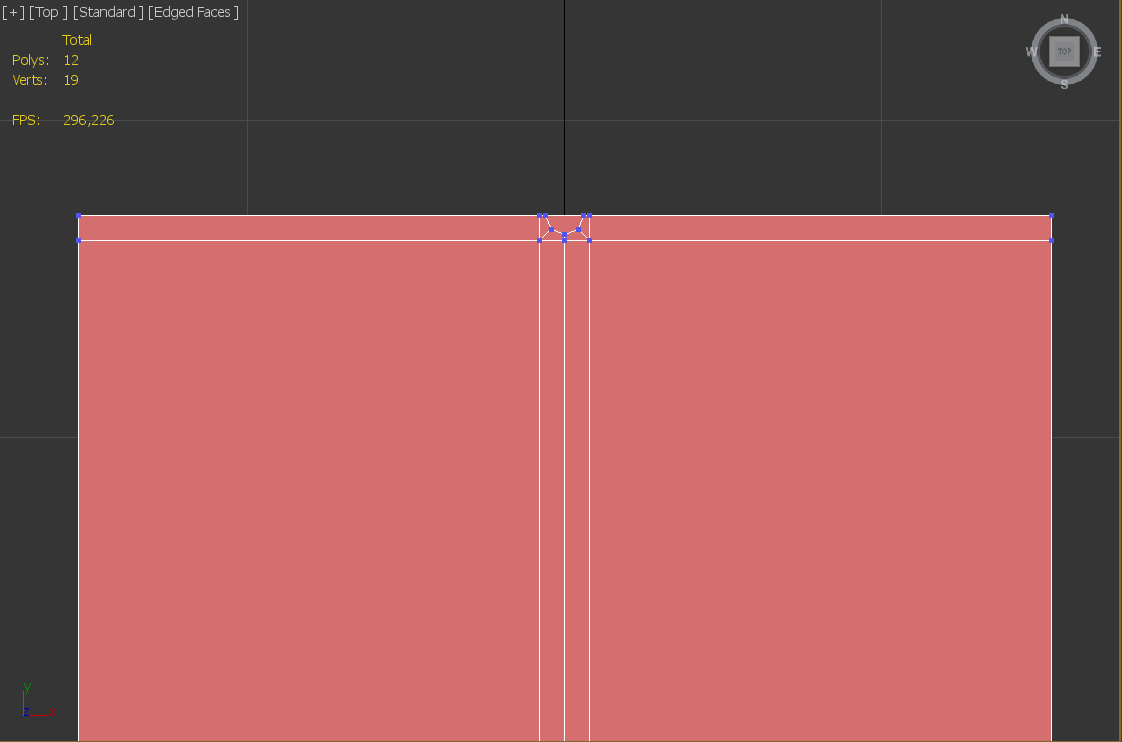 [+] [Top ] [Standard ] [Edged Faces ]
Total
Polys: 12
Verts: 19
FPS: 296,226
N
W TOP E
S
y
z x